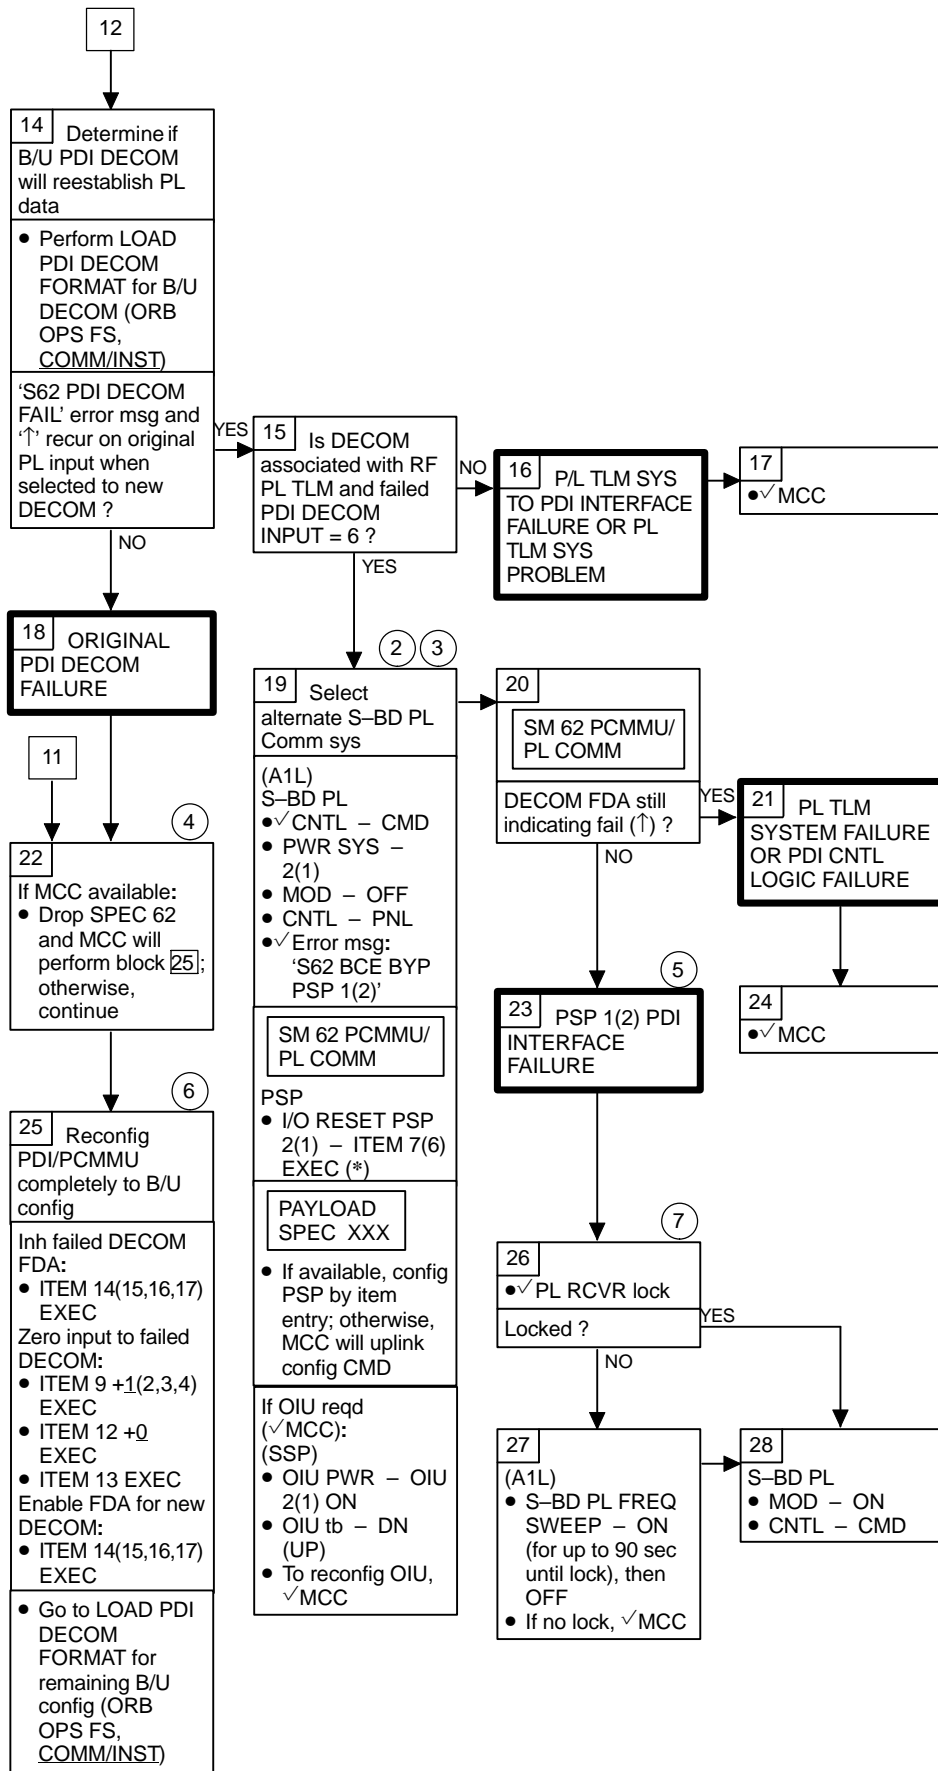 12
14 Determine if
B/U PDI DECOM
will reestablish PL
data
• Perform LOAD
PDI DECOM
FORMAT for B/U
DECOM (ORB
OPS FS,
COMM/INST)
'S62 PDI DECOM
FAIL' error msg and
'↑' recur on original
PL input when
selected to new
DECOM ?
YES
NO
15 Is DECOM
associated with RF
PL TLM and failed
PDI DECOM
INPUT = 6 ?
NO
YES
16 P/L TLM SYS
TO PDI INTERFACE
FAILURE OR PL
TLM SYS
PROBLEM
17
•√MCC
18 ORIGINAL
PDI DECOM
FAILURE
11
4
22
If MCC available:
• Drop SPEC 62
and MCC will
perform block 25;
otherwise,
continue
6
25 Reconfig
PDI/PCMMU
completely to B/U
config
Inh failed DECOM
FDA:
• ITEM 14(15,16,17)
EXEC
Zero input to failed
DECOM:
• ITEM 9 +1(2,3,4)
EXEC
• ITEM 12 +0
EXEC
• ITEM 13 EXEC
Enable FDA for new
DECOM:
• ITEM 14(15,16,17)
EXEC
• Go to LOAD PDI
DECOM
FORMAT for
remaining B/U
config (ORB
OPS FS,
COMM/INST)
2 3
19 Select
alternate S–BD PL
Comm sys
(A1L)
S–BD PL
•√CNTL – CMD
• PWR SYS –
2(1)
• MOD – OFF
• CNTL – PNL
•√Error msg:
'S62 BCE BYP
PSP 1(2)'
SM 62 PCMMU/
PL COMM
PSP
• I/O RESET PSP
2(1) – ITEM 7(6)
EXEC (*)
PAYLOAD
SPEC XXX
• If available, config
PSP by item
entry; otherwise,
MCC will uplink
config CMD
If OIU reqd
(√MCC):
(SSP)
• OIU PWR – OIU
2(1) ON
• OIU tb – DN
(UP)
• To reconfig OIU,
√MCC
20
SM 62 PCMMU/
PL COMM
DECOM FDA still
indicating fail (↑) ?
YES
NO
21 PL TLM
SYSTEM FAILURE
OR PDI CNTL
LOGIC FAILURE
24
•√MCC
5
23 PSP 1(2) PDI
INTERFACE
FAILURE
7
26
•√PL RCVR lock
Locked ?
YES
NO
27
(A1L)
• S–BD PL FREQ
SWEEP – ON
(for up to 90 sec
until lock), then
OFF
• If no lock, √MCC
28
S–BD PL
• MOD – ON
• CNTL – CMD